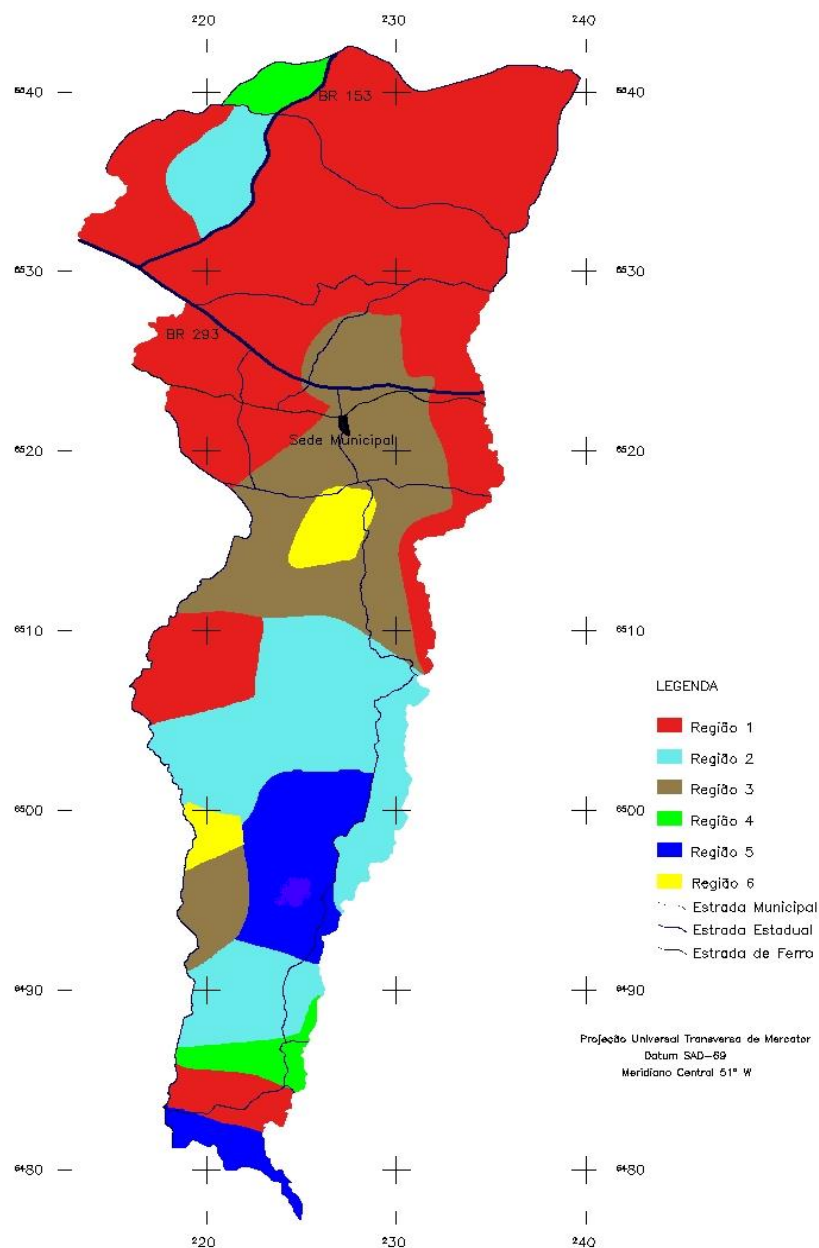 ²20 ²30 ²40
⁶⁵40 ⁶⁵40
BR 153
⁶⁵30 ⁶⁵30
BR 293
⁶⁵20 ⁶⁵20
Sede Municipal
⁶⁵10 ⁶⁵10
LEGENDA
Região 1
Região 2
Região 3
⁶⁵00 ⁶⁵00
Região 4
Região 5
Região 6
Estrada Municipal
Estrada Estadual
Estrada de Ferro
⁶⁴90 ⁶⁴90
Projeção Universal Transversa de Mercator
Datum SAD-69
Meridiano Central 51° W
⁶⁴80 ⁶⁴80
²20 ²30 ²40